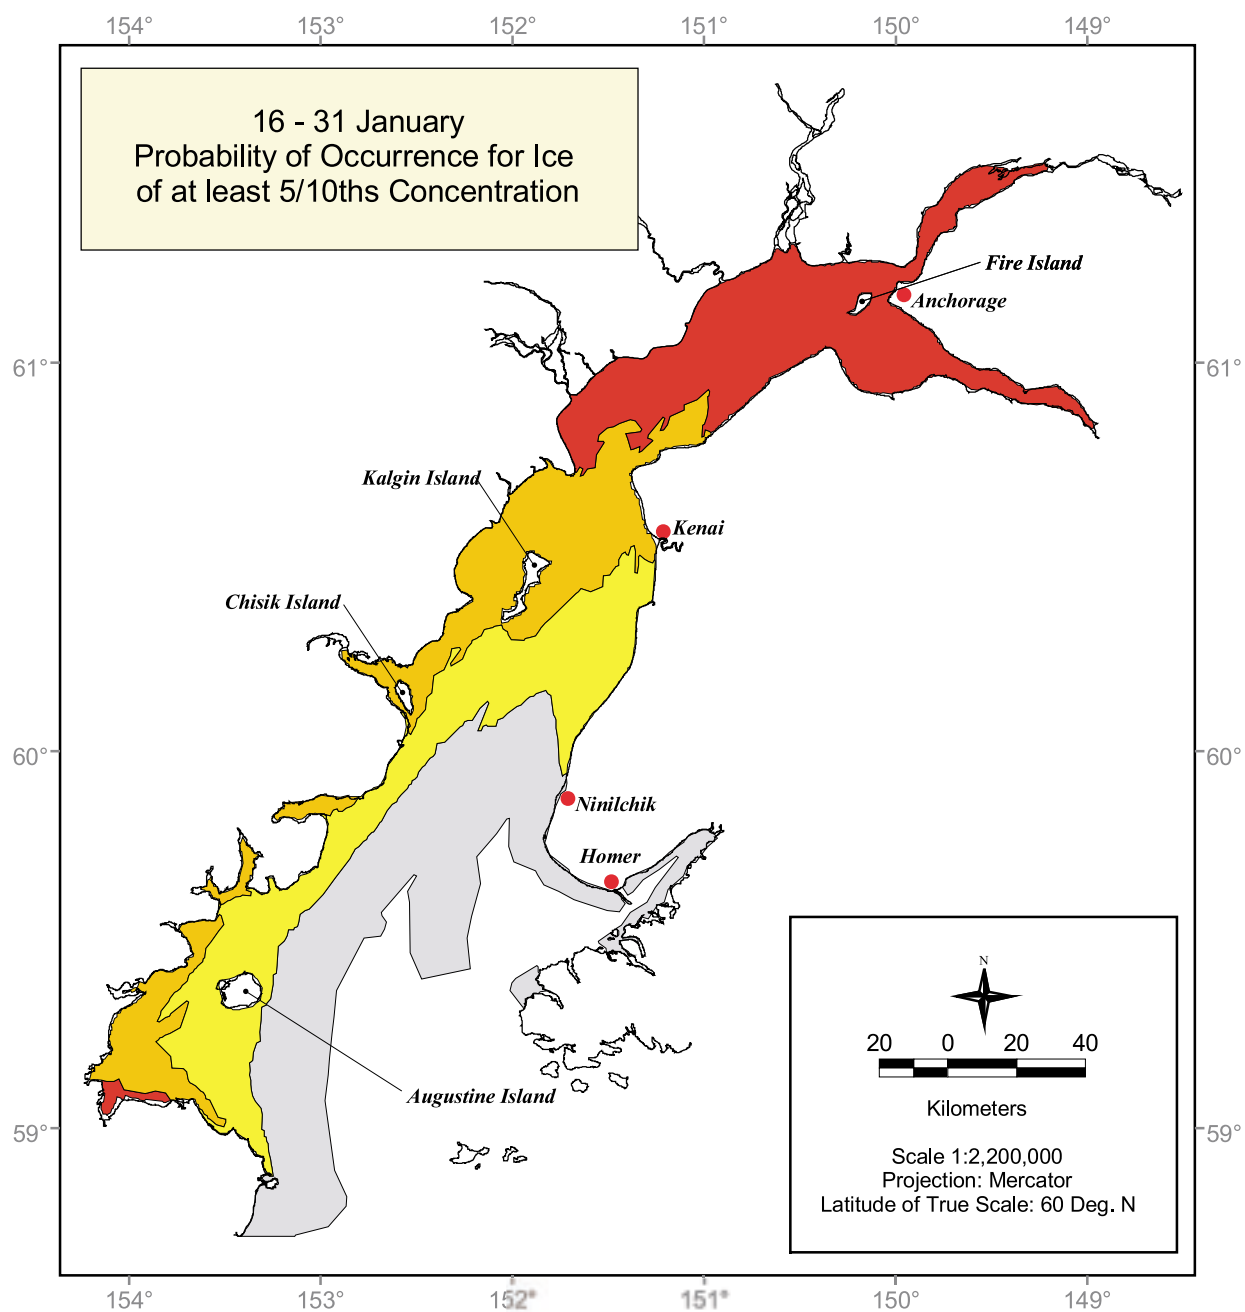 154° 153° 152° 151° 150° 149°
16 - 31 January
Probability of Occurrence for Ice
of at least 5/10ths Concentration
Fire Island
Anchorage
61° 61°
Kalgin Island
Kenai
Chisik Island
60° 60°
Ninilchik
Homer
N
20 0 20 40
Augustine Island
Kilometers
59° 59°
Scale 1:2,200,000
Projection: Mercator
Latitude of True Scale: 60 Deg. N
154° 153° 152° 151° 150° 149°